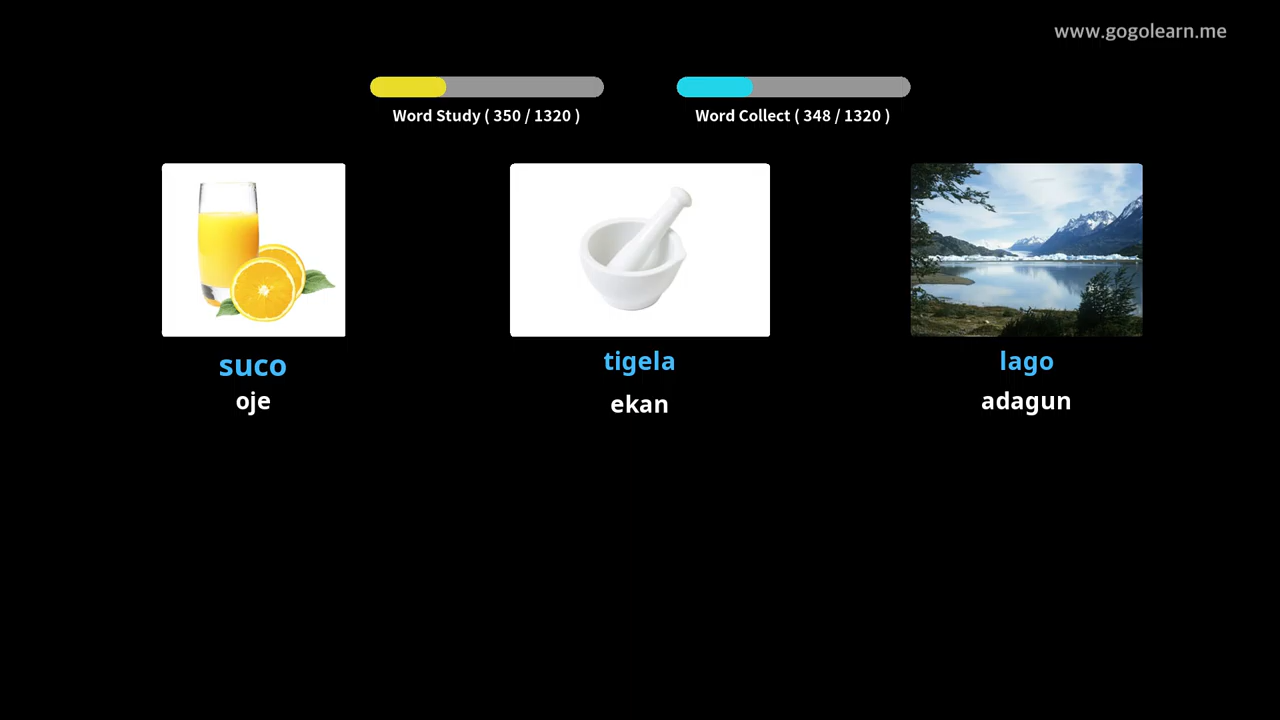 www.gogolearn.me
Word Study ( 350 / 1320 )
Word Collect ( 348 / 1320 )
suco
oje
tigela
ekan
lago
adagun